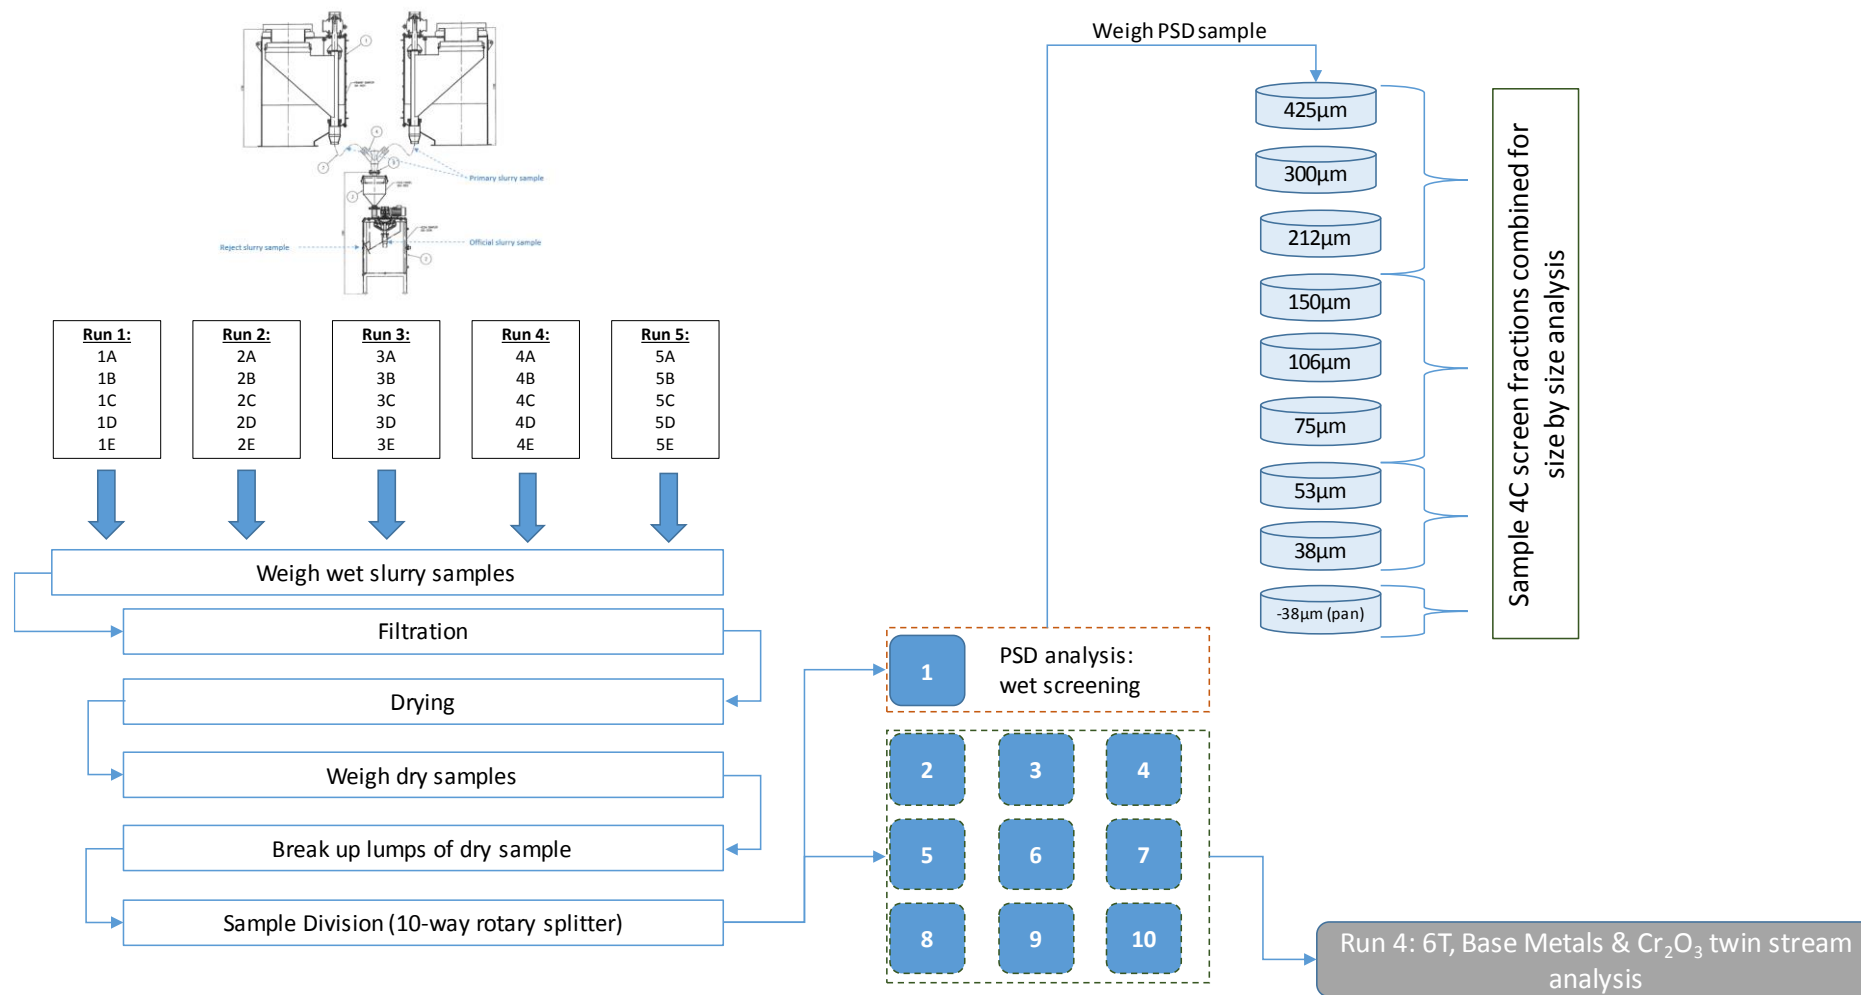 Primary slurry sample
Reject slurry sample
Official slurry sample
Run 1:
1A
1B
1C
1D
1E
Run 2:
2A
2B
2C
2D
2E
Run 3:
3A
3B
3C
3D
3E
Run 4:
4A
4B
4C
4D
4E
Run 5:
5A
5B
5C
5D
5E
Weigh wet slurry samples
Filtration
Drying
Weigh dry samples
Break up lumps of dry sample
Sample Division (10-way rotary splitter)
1
PSD analysis:
wet screening
2
3
4
5
6
7
8
9
10
Weigh PSD sample
425µm
300µm
212µm
150µm
106µm
75µm
53µm
38µm
-38µm (pan)
Sample 4C screen fractions combined for
size by size analysis
Run 4: 6T, Base Metals & Cr₂O₃ twin stream
analysis